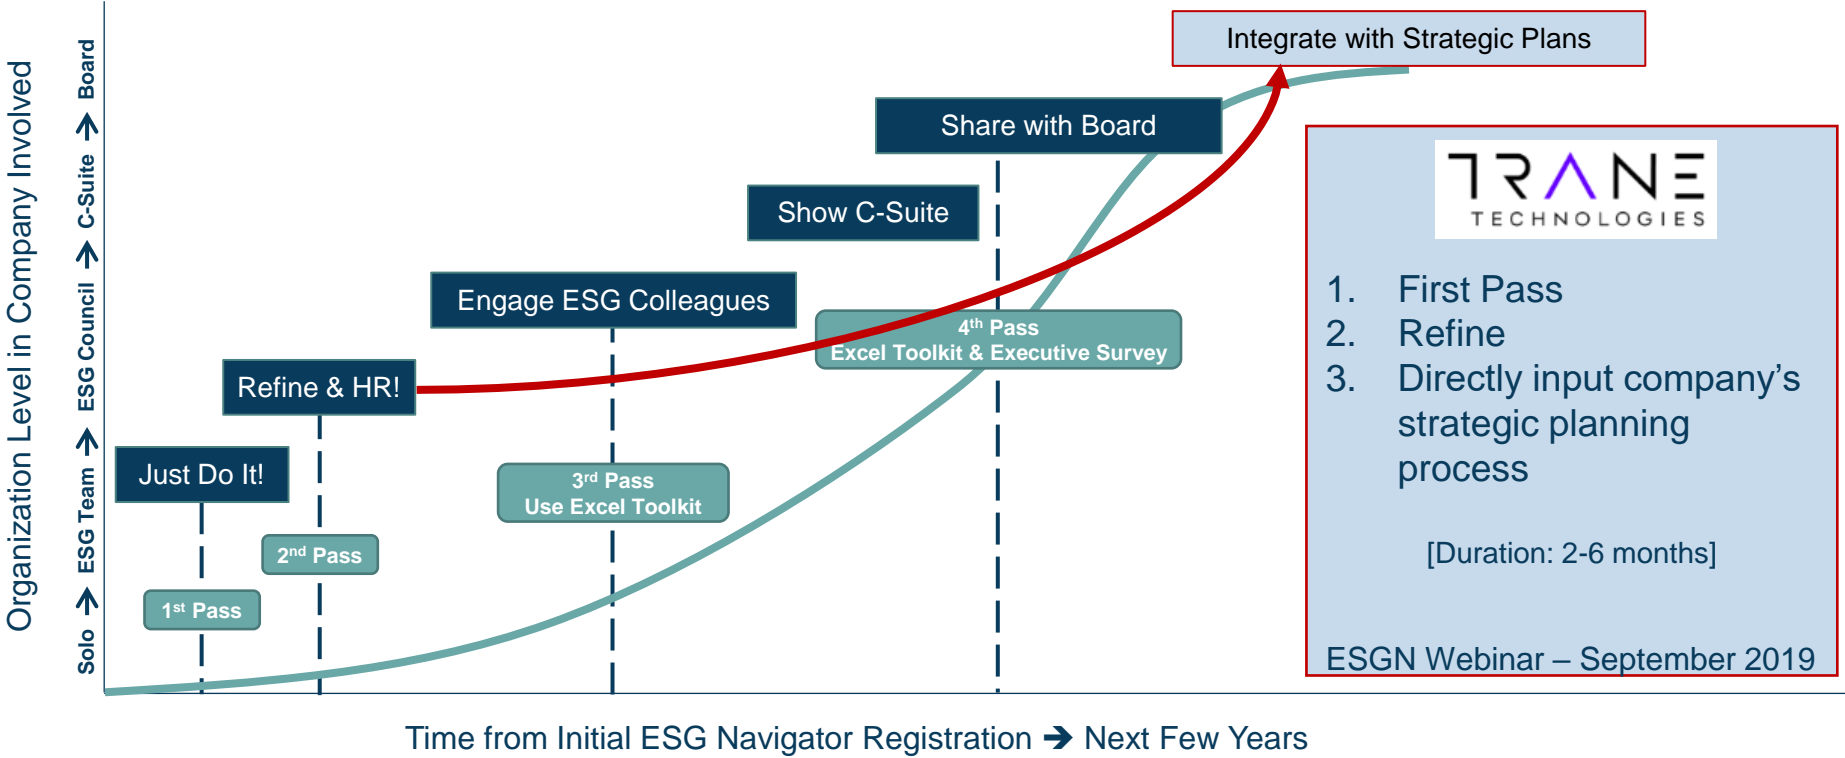 Integrate with Strategic Plans
Share with Board
Show C-Suite
Engage ESG Colleagues
Refine & HR!
Just Do It!
4th Pass
Excel Toolkit & Executive Survey
3rd Pass
Use Excel Toolkit
2nd Pass
1st Pass
Organization Level in Company Involved
Solo ➔ ESG Team ➔ ESG Council ➔ C-Suite ➔ Board
Time from Initial ESG Navigator Registration ➔ Next Few Years
TRANE
TECHNOLOGIES
1. First Pass
2. Refine
3. Directly input company’s
strategic planning
process
[Duration: 2-6 months]
ESGN Webinar – September 2019